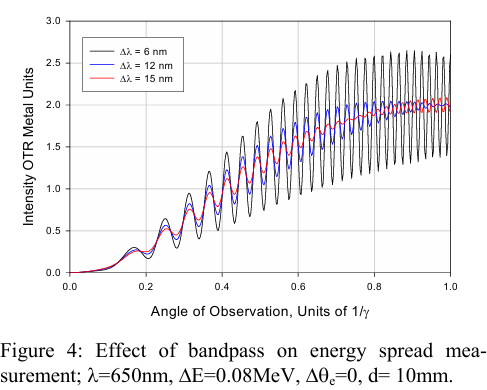 3.0
2.5
2.0
1.5
1.0
0.5
0.0
Intensity OTR Metal Units
Δλ = 6 nm
Δλ = 12 nm
Δλ = 15 nm
0.0 0.2 0.4 0.6 0.8 1.0
Angle of Observation, Units of 1/γ
Figure 4: Effect of bandpass on energy spread mea-
surement; λ=650nm, ΔE=0.08MeV, Δθe=0, d= 10mm.